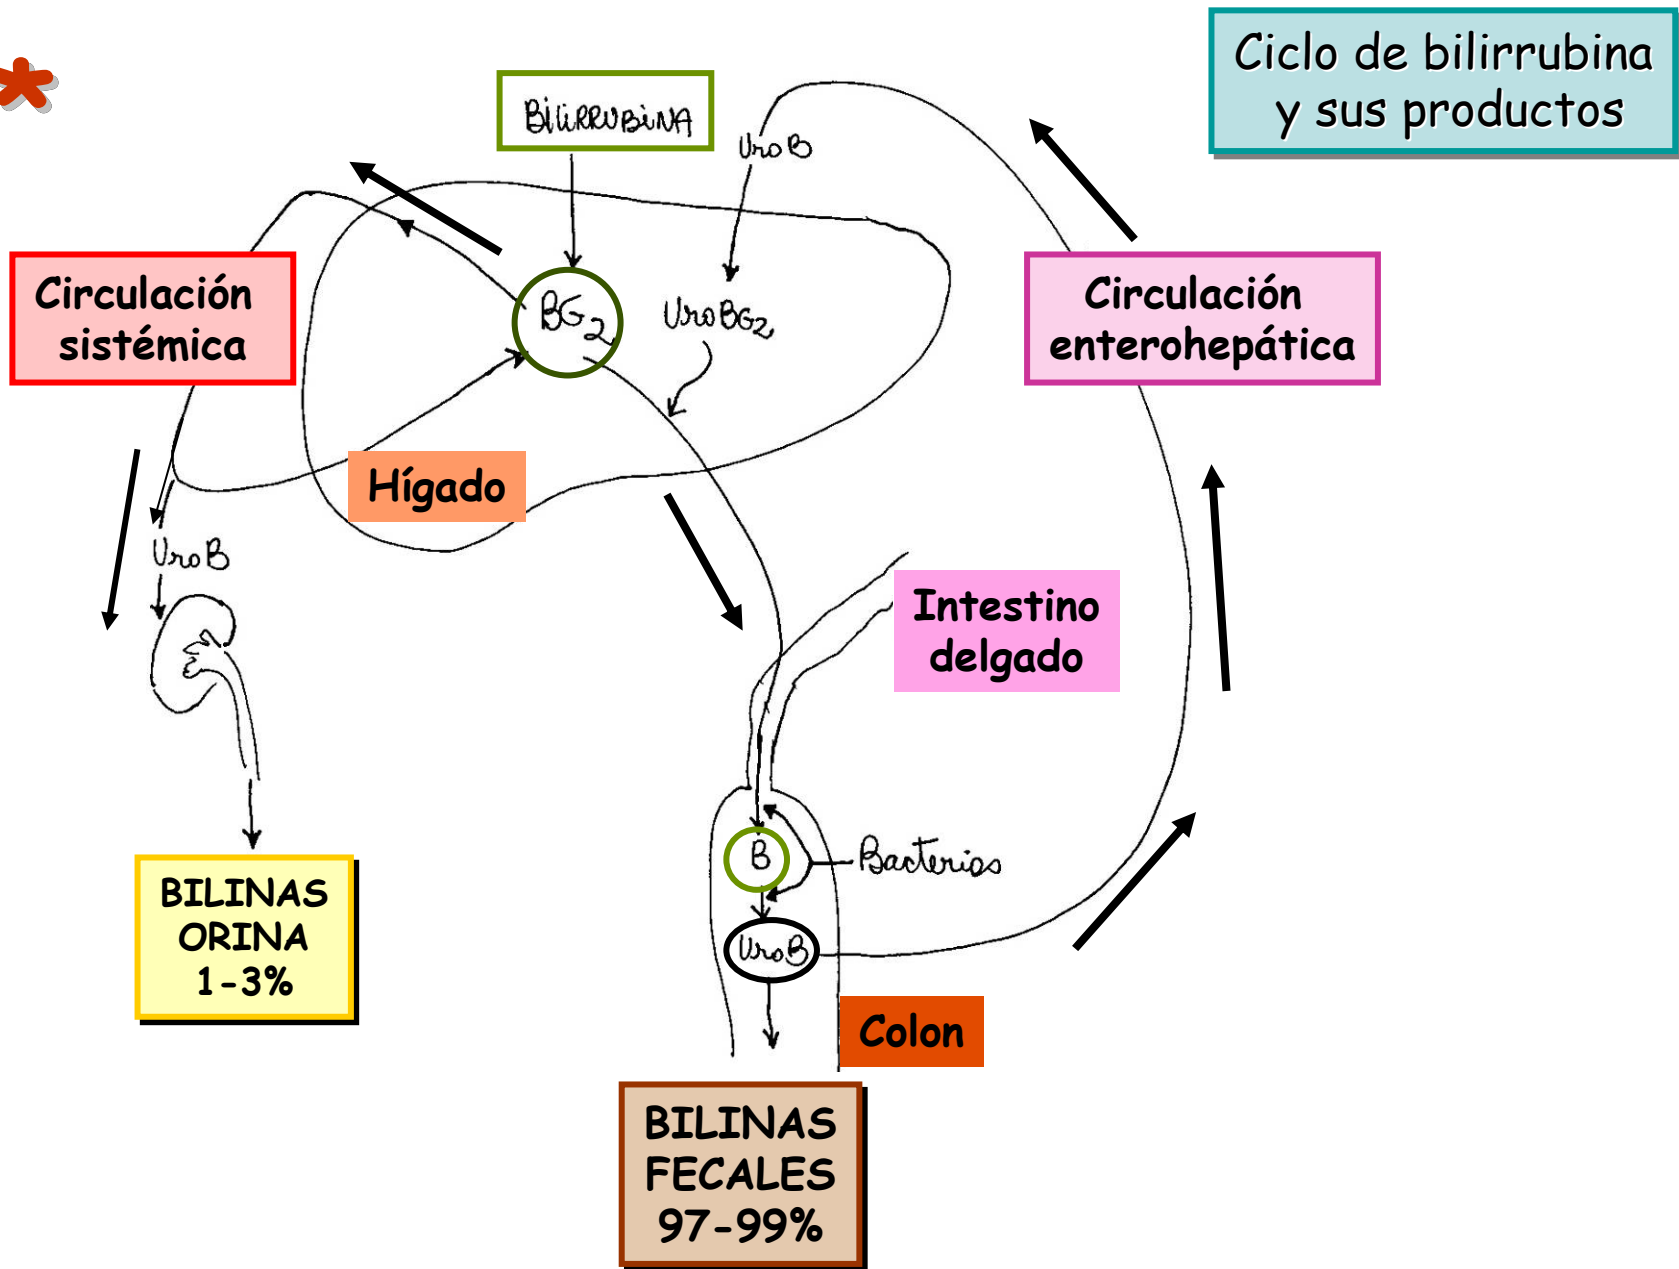 Ciclo de bilirrubina
y sus productos
BILIRRUBINA
UroB
Circulación
sistémica
BG2
UroBG2
Circulación
enterohepática
Hígado
UroB
Intestino
delgado
B
Bacterias
UroB
BILINAS
ORINA
1-3%
Colon
BILINAS
FECALES
97-99%